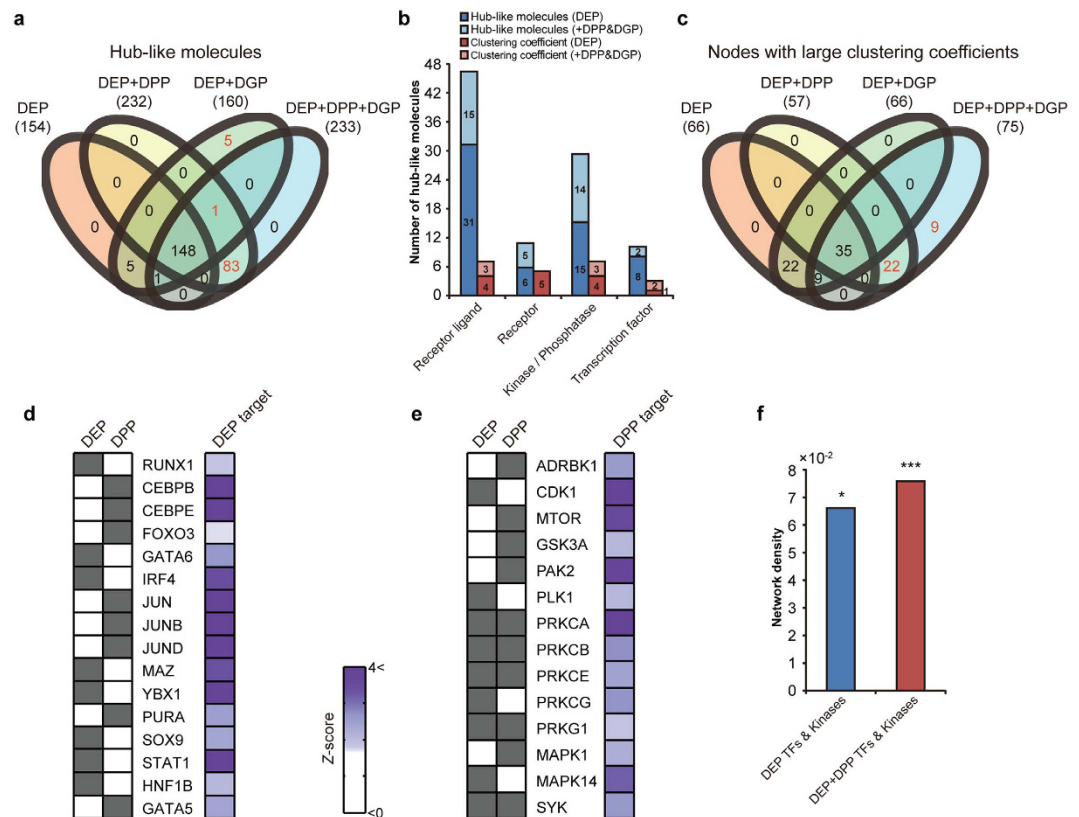 a
Hub-like molecules
DEP
(154)
DEP+DPP
(232)
DEP+DGP
(160)
DEP+DPP+DGP
(233)
0
5
0
0
0
0
0
1
0
148
5
83
1
0
0
b
Hub-like molecules (DEP)
Hub-like molecules (+DPP&DGP)
Clustering coefficient (DEP)
Clustering coefficient (+DPP&DGP)
Number of hub-like molecules
48
42
36
30
24
18
12
6
0
15
31
3
4
5
6
5
14
15
3
4
2
8
2
1
Receptor ligand
Receptor
Kinase / Phosphatase
Transcription factor
c
Nodes with large clustering coefficients
DEP
(66)
DEP+DPP
(57)
DEP+DGP
(66)
DEP+DPP+DGP
(75)
0
0
0
0
0
0
9
0
0
35
22
22
9
0
0
d
DEP
DPP
DEP target
RUNX1
CEBPB
CEBPE
FOXO3
GATA6
IRF4
JUN
JUNB
JUND
MAZ
YBX1
PURA
SOX9
STAT1
HNF1B
GATA5
Z-score
4<
<0
e
DEP
DPP
DPP target
ADRBK1
CDK1
MTOR
GSK3A
PAK2
PLK1
PRKCA
PRKCB
PRKCE
PRKCG
PRKG1
MAPK1
MAPK14
SYK
f
×10-2
Network density
8
7
6
5
4
3
2
1
0
*
***
DEP TFs & Kinases
DEP+DPP TFs & Kinases